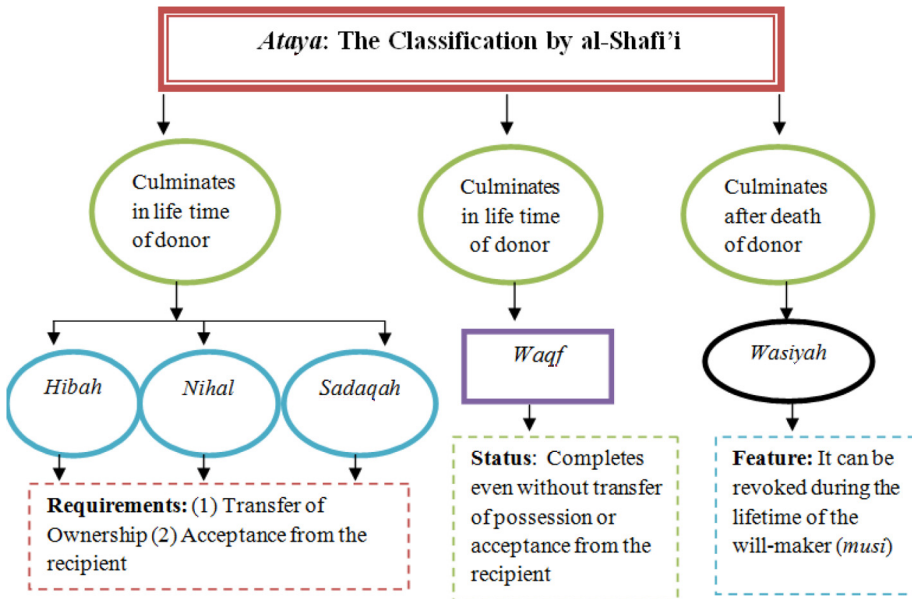 Ataya: The Classification by al-Shafi’i
Culminates
in life time
of donor
Culminates
in life time
of donor
Culminates
after death
of donor
Hibah
Nihal
Sadaqah
Waqf
Wasiyah
Requirements: (1) Transfer of
Ownership (2) Acceptance from the
recipient
Status: Completes
even without transfer
of possession or
acceptance from the
recipient
Feature: It can be
revoked during the
lifetime of the
will-maker (musi)